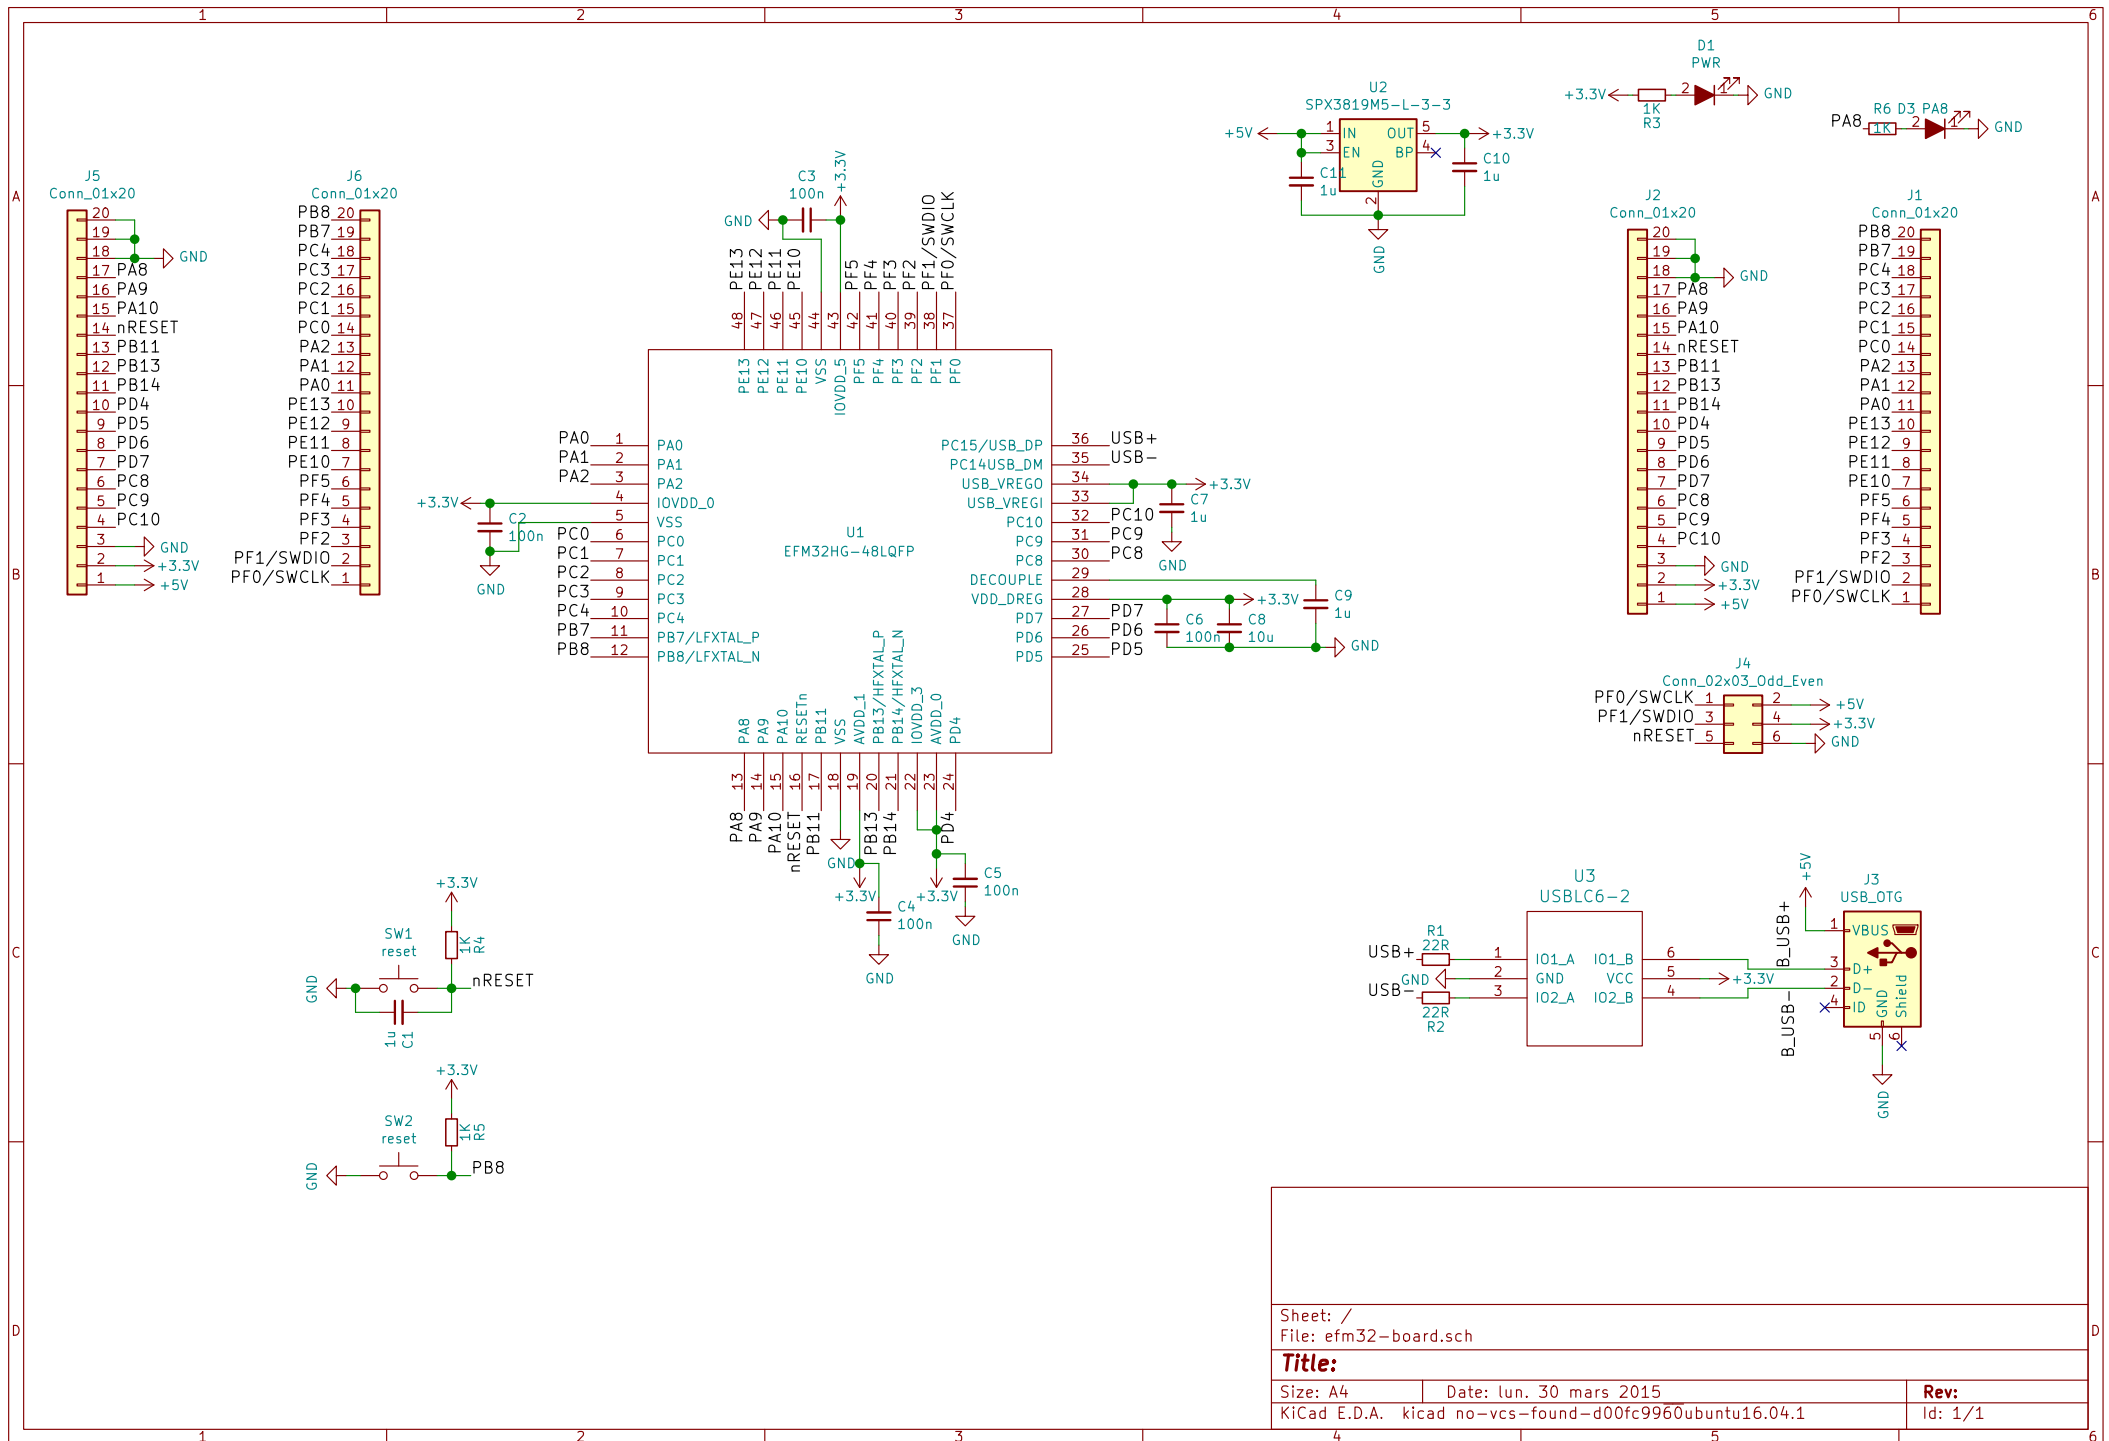 1 2 3 4 5 6
A
B
C
D
A
B
C
D
1 2 3 4 5 6
J5
Conn_01x20
20
19
18 GND
17 PA8
16 PA9
15 PA10
14 nRESET
13 PB11
12 PB13
11 PB14
10 PD4
9 PD5
8 PD6
7 PD7
6 PC8
5 PC9
4 PC10
3 GND
2 +3.3V
1 +5V
J6
Conn_01x20
PB8 20
PB7 19
PC4 18
PC3 17
PC2 16
PC1 15
PC0 14
PA2 13
PA1 12
PA0 11
PE13 10
PE12 9
PE11 8
PE10 7
PF5 6
PF4 5
PF3 4
PF2 3
PF1/SWDIO 2
PF0/SWCLK 1
C3
100n
GND
+3.3V
PE13 48 PE13
PE12 47 PE12
PE11 46 PE11
PE10 45 PE10
44 VSS
43 IOVDD_5
PF5 42 PF5
PF4 41 PF4
PF3 40 PF3
PF2 39 PF2
PF1/SWDIO 38 PF1
PF0/SWCLK 37 PF0
U1
EFM32HG-48LQFP
PA0 1 PA0
PA1 2 PA1
PA2 3 PA2
+3.3V 4 IOVDD_0
5 VSS
C2
100n
GND
PC0 6 PC0
PC1 7 PC1
PC2 8 PC2
PC3 9 PC3
PC4 10 PC4
PB7 11 PB7/LFXTAL_P
PB8 12 PB8/LFXTAL_N
PC15/USB_DP 36 USB+
PC14USB_DM 35 USB-
USB_VREGO 34 +3.3V
USB_VREGI 33
C7
1u
GND
PC10 32 PC10
PC9 31 PC9
PC8 30 PC8
DECOUPLE 29
VDD_DREG 28 +3.3V
PD7 27 PD7
PD6 26 PD6
PD5 25 PD5
C6
100n
C8
10u
C9
1u
GND
PA8 13 PA8
PA9 14 PA9
PA10 15 PA10
RESETn 16 nRESET
PB11 17 PB11
VSS 18 GND
AVDD_1 19 +3.3V
PB13/HFXTAL_P 20 PB13
PB14/HFXTAL_N 21 PB14
IOVDD_3 22
AVDD_0 23 +3.3V
PD4 24 PD4
C4
100n
GND
C5
100n
GND
U2
SPX3819M5-L-3-3
+5V 1 IN OUT 5 +3.3V
3 EN BP 4
GND
2
C11
1u
C10
1u
GND
D1
PWR
+3.3V 2 1 GND
1K
R3
R6 D3 PA8
PA8 1K 2 1 GND
J2
Conn_01x20
20
19
18 GND
17 PA8
16 PA9
15 PA10
14 nRESET
13 PB11
12 PB13
11 PB14
10 PD4
9 PD5
8 PD6
7 PD7
6 PC8
5 PC9
4 PC10
3 GND
2 +3.3V
1 +5V
J1
Conn_01x20
PB8 20
PB7 19
PC4 18
PC3 17
PC2 16
PC1 15
PC0 14
PA2 13
PA1 12
PA0 11
PE13 10
PE12 9
PE11 8
PE10 7
PF5 6
PF4 5
PF3 4
PF2 3
PF1/SWDIO 2
PF0/SWCLK 1
J4
Conn_02x03_Odd_Even
PF0/SWCLK 1 2 +5V
PF1/SWDIO 3 4 +3.3V
nRESET 5 6 GND
+3.3V
SW1
reset
1K
R4
GND
nRESET
1u
C1
+3.3V
SW2
reset
1K
R5
GND
PB8
U3
USBLC6-2
R1
22R
USB+ 1 IO1_A IO1_B 6
GND 2 GND VCC 5 +3.3V
USB- 3 IO2_A IO2_B 4
22R
R2
+5V
B_USB+
B_USB-
J3
USB_OTG
1 VBUS
3 D+
2 D-
4 ID
GND
Shield
5
6
GND
Sheet: /
File: efm32-board.sch
Title:
Size: A4 Date: lun. 30 mars 2015 Rev:
KiCad E.D.A. kicad no-vcs-found-d00fc9960ubuntu16.04.1 Id: 1/1